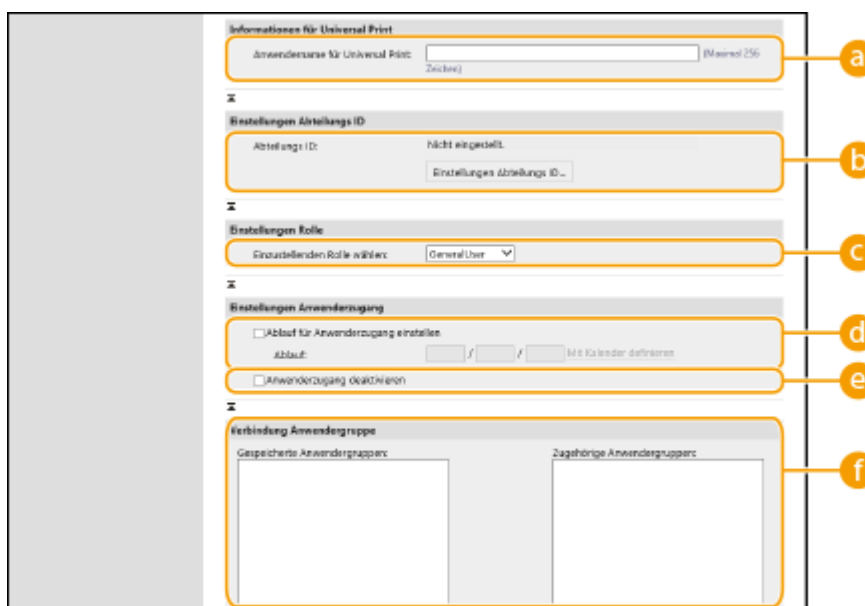 Informationen für Universal Print
Anwendername für Universal Print:
(Maximal 256
Zeichen)
a
Einstellungen Abteilungs ID
Abteilungs ID:
Nicht eingestellt.
Einstellungen Abteilungs ID...
b
Einstellungen Rolle
Einzustellenden Rolle wählen:
GeneralUser
c
Einstellungen Anwenderzugang
Ablauf für Anwenderzugang einstellen
Ablauf:
/
/
Mit Kalender definieren
d
Anwenderzugang deaktivieren
e
Verbindung Anwendergruppe
Gespeicherte Anwendergruppen:
Zugehörige Anwendergruppen:
f